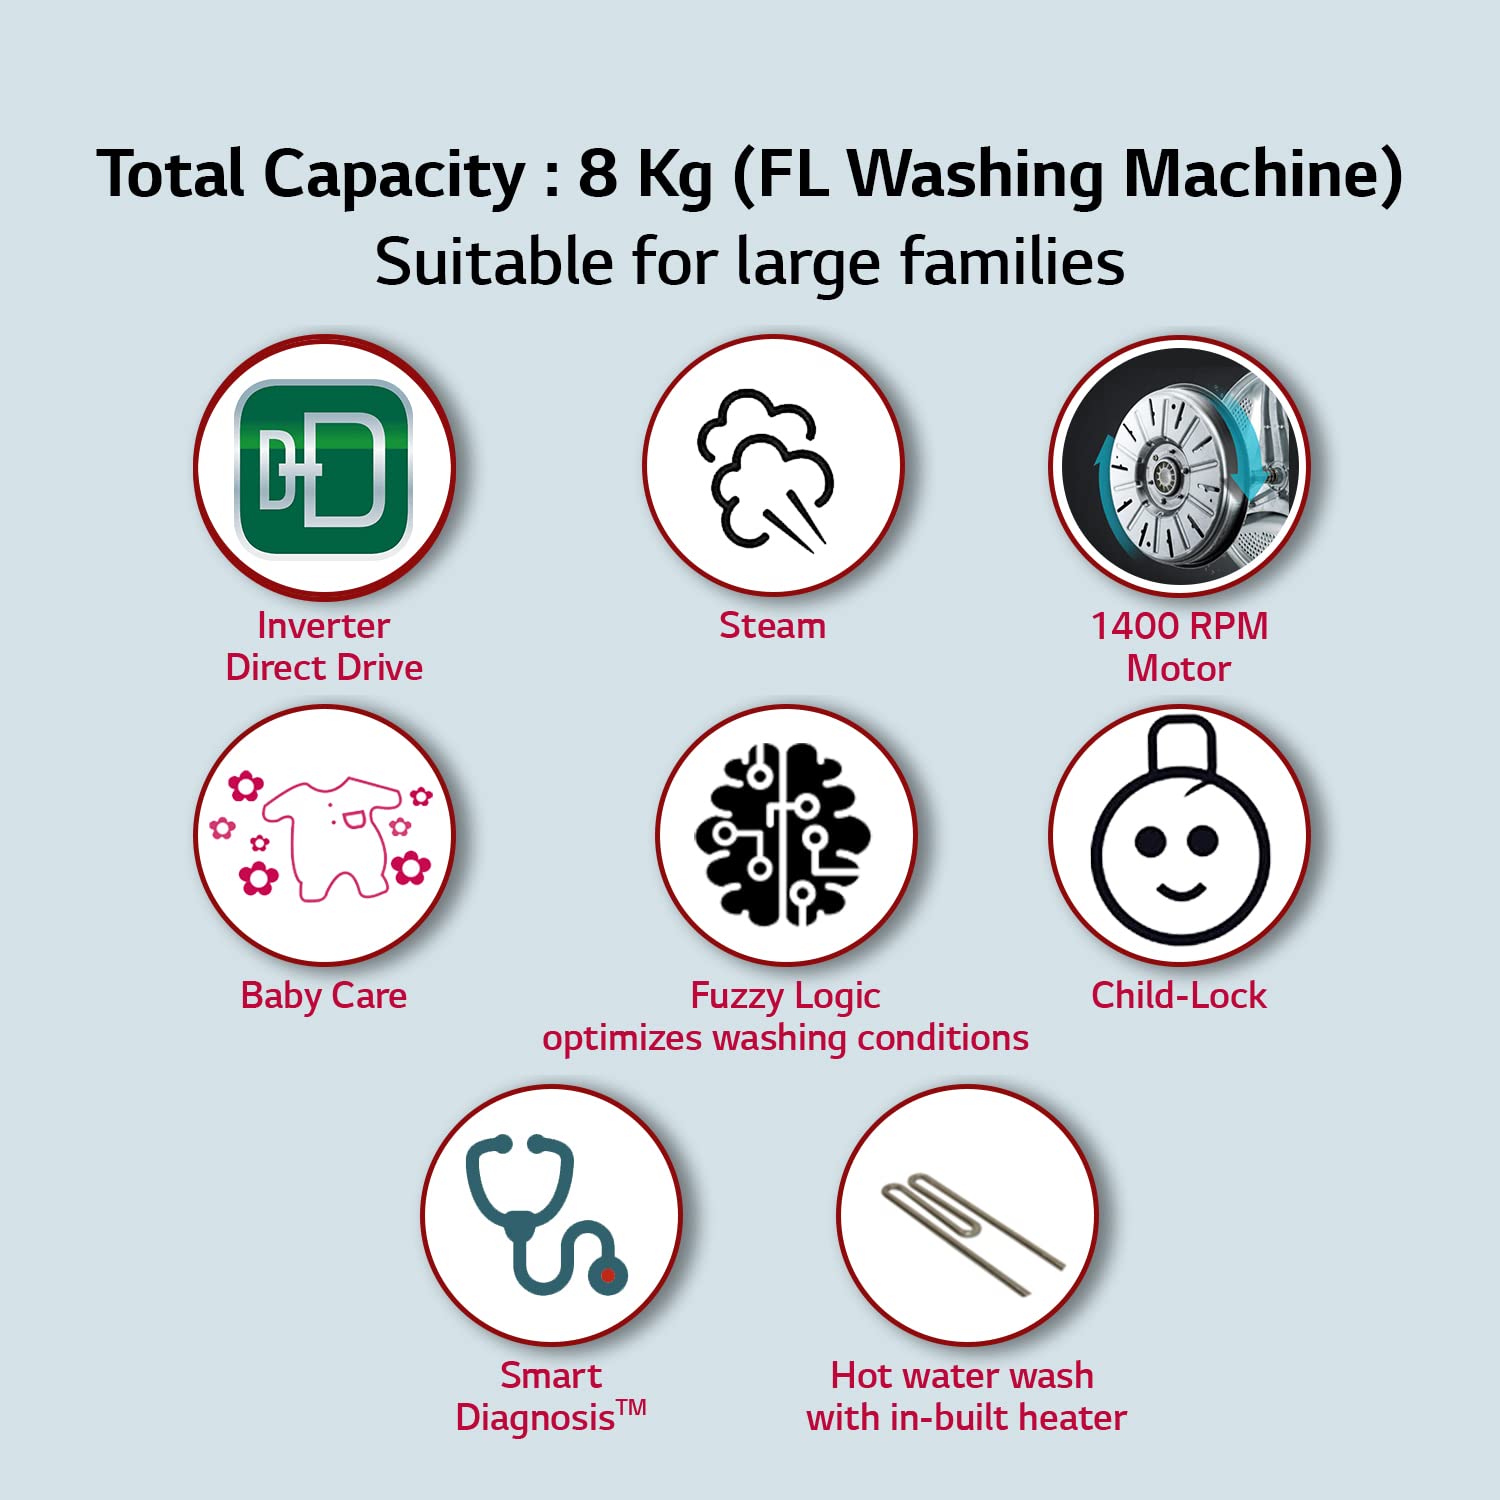 Total Capacity : 8 Kg (FL Washing Machine)
Suitable for large families
DD
Inverter
Direct Drive
Steam
1400 RPM
Motor
Baby Care
Fuzzy Logic
optimizes washing conditions
Child-Lock
Smart
Diagnosis™
Hot water wash
with in-built heater